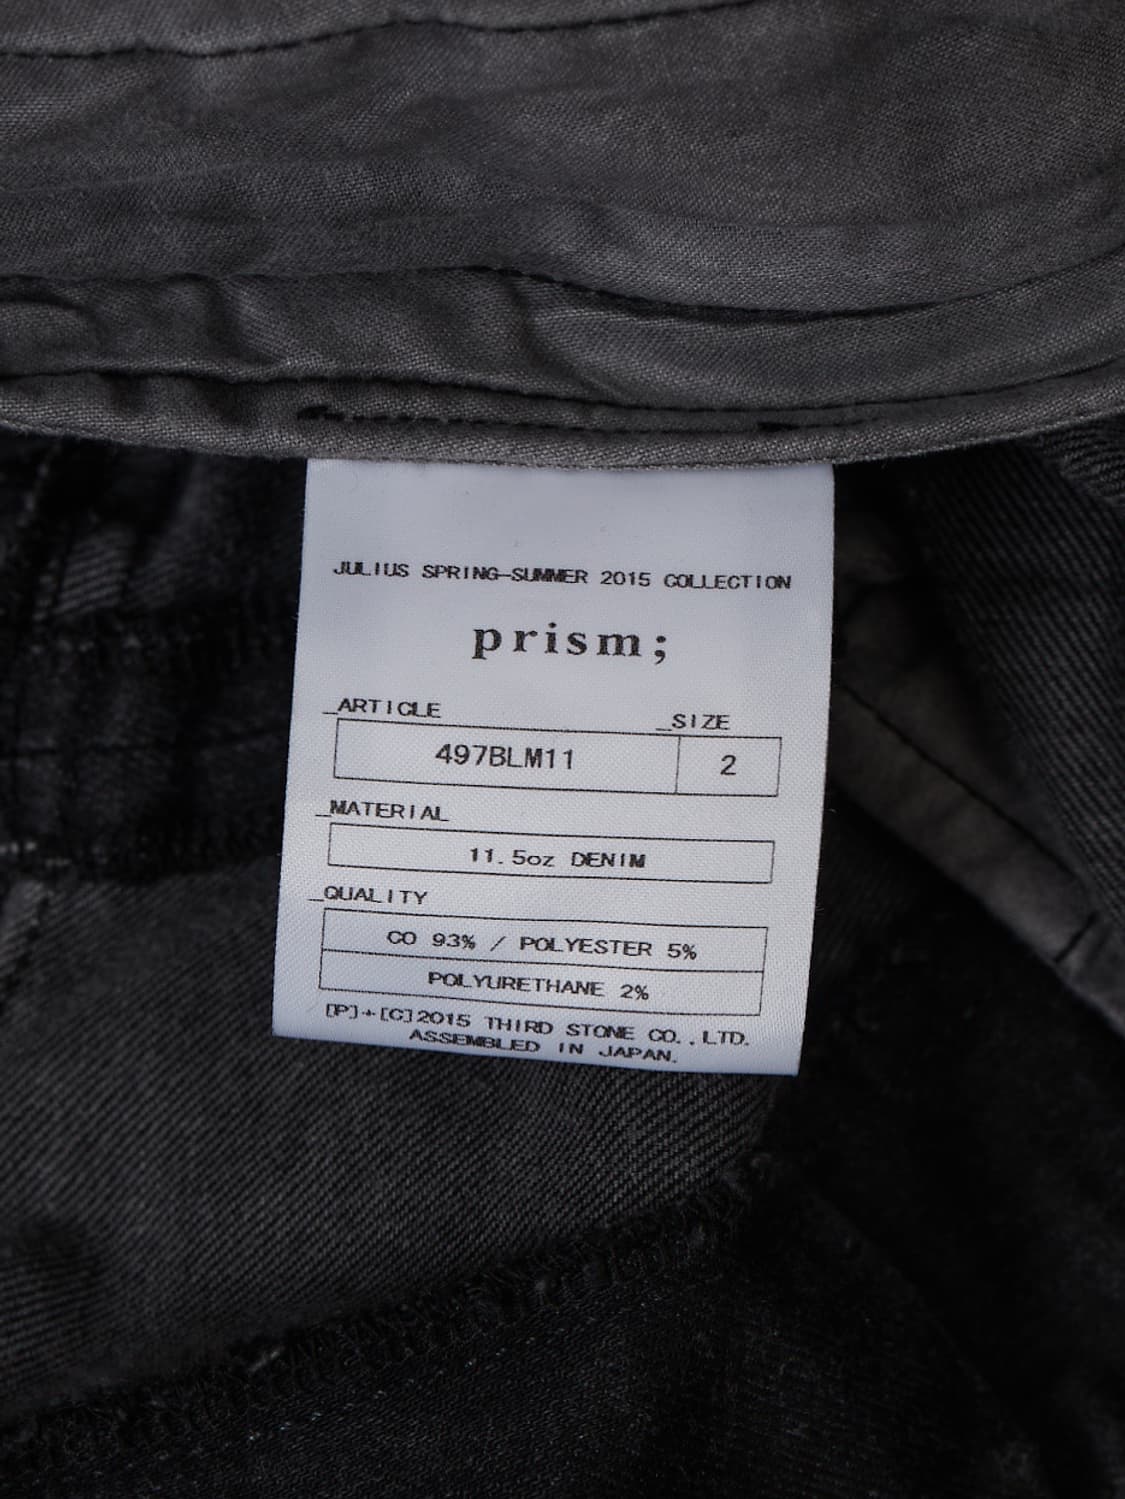 JULIUS SPRING-SUMMER 2015 COLLECTION
prism;
_ARTICLE
_SIZE
497BLM11
2
_MATERIAL
11.5oz DENIM
_QUALITY
CO 93% / POLYESTER 5%
POLYURETHANE 2%
[P]+[C]2015 THIRD STONE CO.,LTD.
ASSEMBLED IN JAPAN.